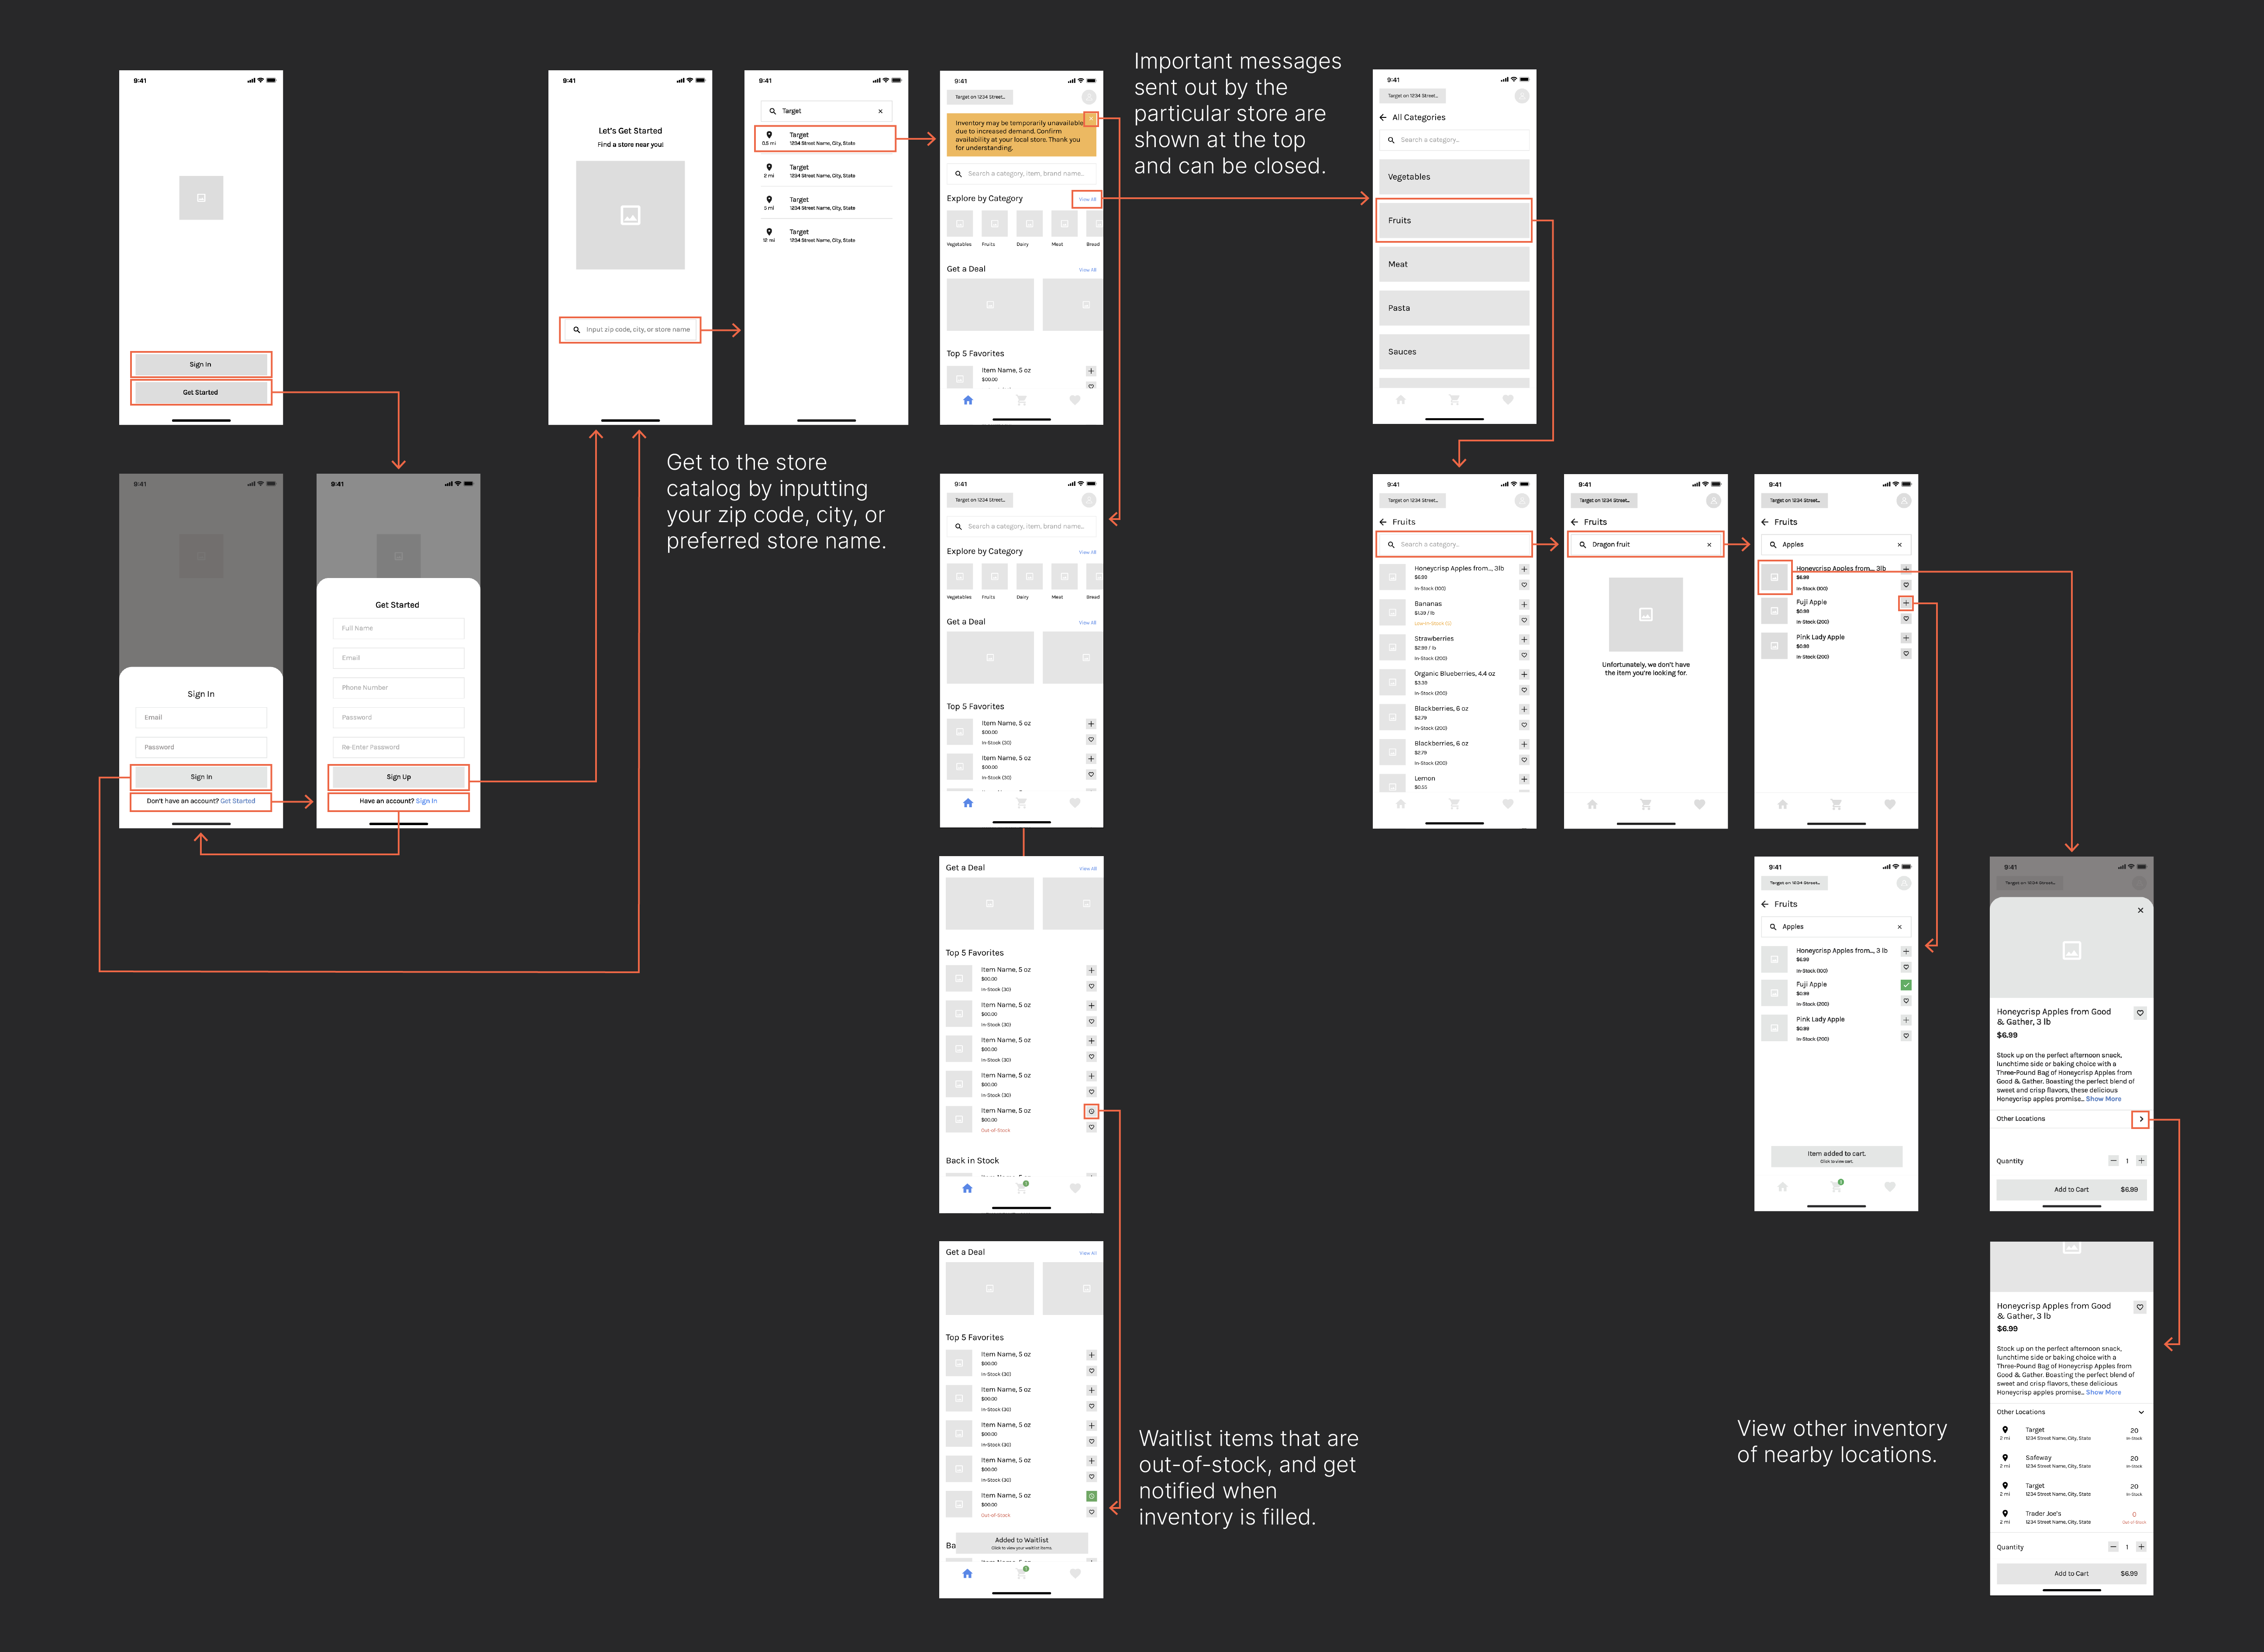 9:41
Sign In
Get Started
9:41
Let's Get Started
Find a store near you!
Input zip code, city, or store name
9:41
Target
Target
0.5 mi 1234 Street Name, City, State
Target
2 mi 1234 Street Name, City, State
Target
5 mi 1234 Street Name, City, State
Target
12 mi 1234 Street Name, City, State
9:41
Target on 1234 Street...
Inventory may be temporarily unavailable
due to increased demand. Confirm
availability at your local store. Thank you
for understanding.
Search a category, item, brand name...
Explore by Category View All
Vegetables Fruits Dairy Meat Bread
Get a Deal View All
Top 5 Favorites
Item Name, 5 oz
$00.00
Important messages
sent out by the
particular store are
shown at the top
and can be closed.
9:41
Target on 1234 Street...
All Categories
Search a category...
Vegetables
Fruits
Meat
Pasta
Sauces
9:41
Sign In
Email
Password
Sign In
Don't have an account? Get Started
9:41
Get Started
Full Name
Email
Phone Number
Password
Re-Enter Password
Sign Up
Have an account? Sign In
Get to the store
catalog by inputting
your zip code, city, or
preferred store name.
9:41
Target on 1234 Street...
Search a category, item, brand name...
Explore by Category View All
Vegetables Fruits Dairy Meat Bread
Get a Deal View All
Top 5 Favorites
Item Name, 5 oz
$00.00
In-Stock (30)
Item Name, 5 oz
$00.00
In-Stock (30)
9:41
Target on 1234 Street...
Fruits
Search a category...
Honeycrisp Apples from..., 3lb
$6.99
In-Stock (100)
Bananas
$1.39 / lb
Low-in-Stock (5)
Strawberries
$2.99 / lb
In-Stock (200)
Organic Blueberries, 4.4 oz
$3.39
In-Stock (200)
Blackberries, 6 oz
$2.79
In-Stock (200)
Blackberries, 6 oz
$2.79
In-Stock (200)
Lemon
$0.55
9:41
Target on 1234 Street...
Fruits
Dragon fruit
Unfortunately, we don't have
the item you're looking for.
9:41
Target on 1234 Street...
Fruits
Apples
Honeycrisp Apples from..., 3lb
$6.99
In-Stock (100)
Fuji Apple
$0.99
In-Stock (200)
Pink Lady Apple
$0.99
In-Stock (200)
Get a Deal View All
Top 5 Favorites
Item Name, 5 oz
$00.00
In-Stock (30)
Item Name, 5 oz
$00.00
In-Stock (30)
Item Name, 5 oz
$00.00
In-Stock (30)
Item Name, 5 oz
$00.00
In-Stock (30)
Item Name, 5 oz
$00.00
Out-of-Stock
Back in Stock
1
9:41
Target on 1234 Street...
Fruits
Apples
Honeycrisp Apples from..., 3 lb
$6.99
In-Stock (100)
Fuji Apple
$0.99
In-Stock (200)
Pink Lady Apple
$0.99
In-Stock (200)
Item added to cart.
Click to view cart.
9:41
Target on 1234 Street...
Honeycrisp Apples from Good
& Gather, 3 lb
$6.99
Stock up on the perfect afternoon snack,
lunchtime side or baking choice with a
Three-Pound Bag of Honeycrisp Apples from
Good & Gather. Boasting the perfect blend of
sweet and crisp flavors, these delicious
Honeycrisp apples promise... Show More
Other Locations
Quantity 1
Add to Cart $6.99
Get a Deal View All
Top 5 Favorites
Item Name, 5 oz
$00.00
In-Stock (30)
Item Name, 5 oz
$00.00
In-Stock (30)
Item Name, 5 oz
$00.00
In-Stock (30)
Item Name, 5 oz
$00.00
In-Stock (30)
Item Name, 5 oz
$00.00
Out-of-Stock
Ba
Added to Waitlist
Click to view your waitlist items.
1
Waitlist items that are
out-of-stock, and get
notified when
inventory is filled.
View other inventory
of nearby locations.
Honeycrisp Apples from Good
& Gather, 3 lb
$6.99
Stock up on the perfect afternoon snack,
lunchtime side or baking choice with a
Three-Pound Bag of Honeycrisp Apples from
Good & Gather. Boasting the perfect blend of
sweet and crisp flavors, these delicious
Honeycrisp apples promise... Show More
Other Locations
Target 20
2 mi 1234 Street Name, City, State In-Stock
Safeway 20
2 mi 1234 Street Name, City, State In-Stock
Target 20
2 mi 1234 Street Name, City, State In-Stock
Trader Joe's 0
2 mi 1234 Street Name, City, State Out-of-Stock
Quantity 1
Add to Cart $6.99